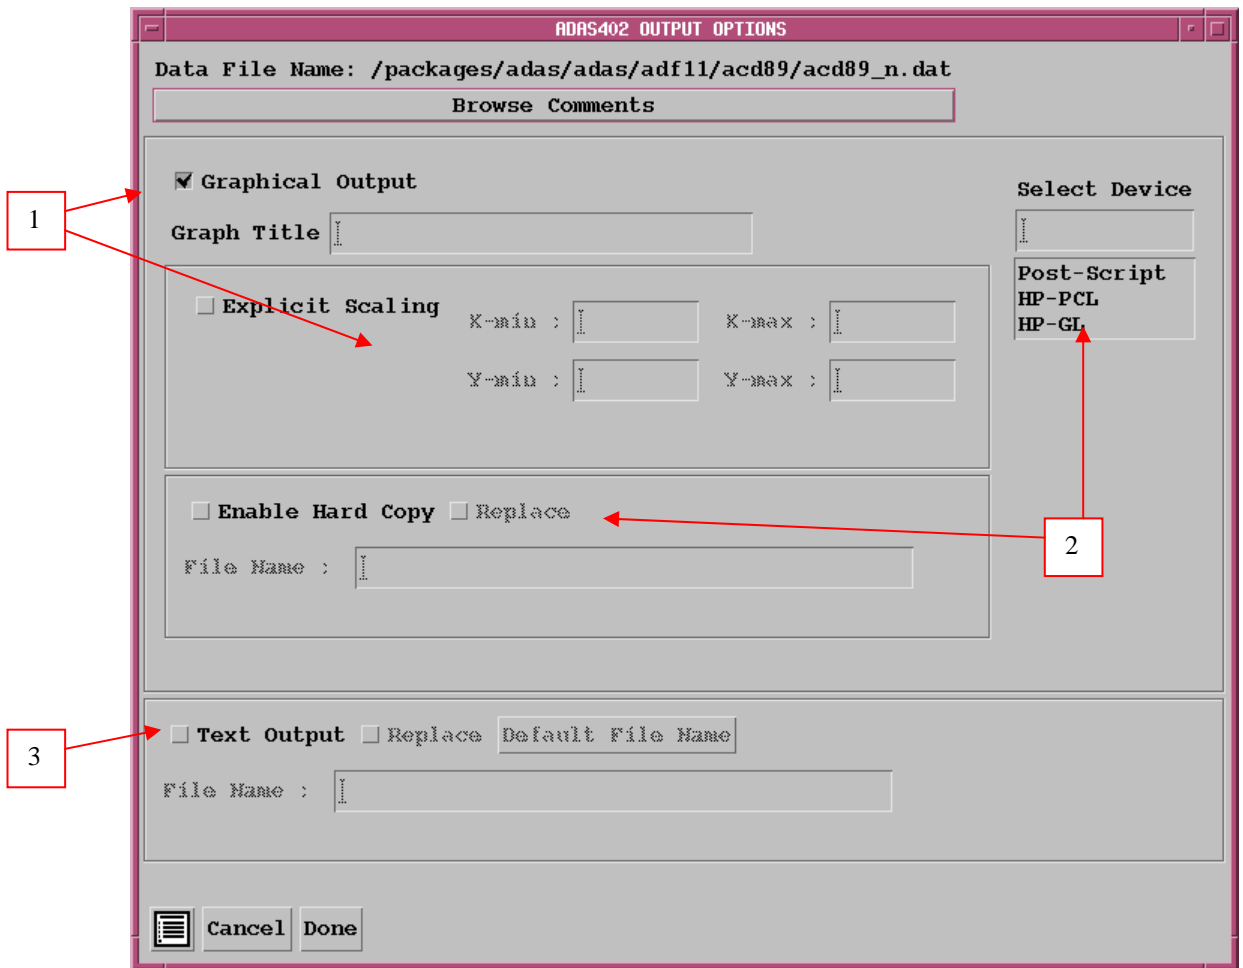 ADAS402 OUTPUT OPTIONS
Data File Name: /packages/adas/adas/adf11/acd89/acd89_n.dat
Browse Comments
Graphical Output
Select Device
1
Graph Title
Post-Script
HP-PCL
HP-GL
Explicit Scaling
X-min :
X-max :
Y-min :
Y-max :
Enable Hard Copy
Replace
2
File Name :
Text Output
Replace
Default File Name
3
File Name :
Cancel
Done